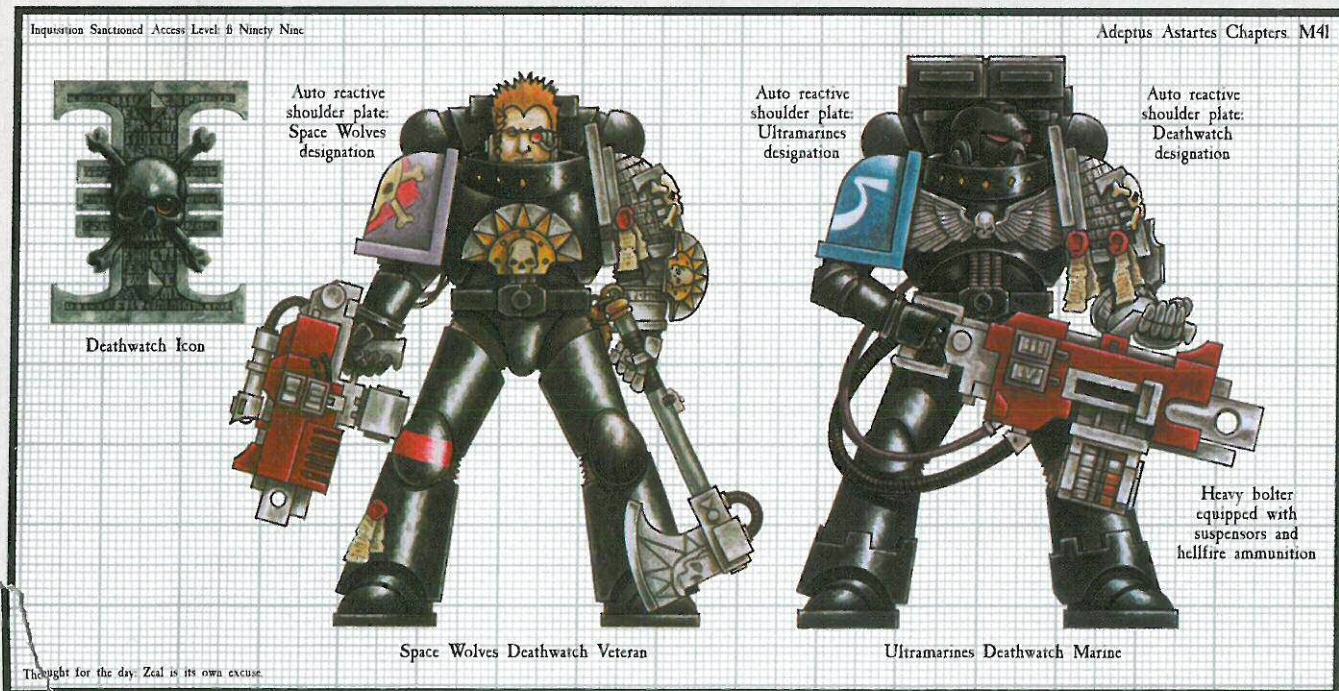 Inquisition Sanctioned Access Level: ß Ninety Nine
Adeptus Astartes Chapters. M41
Deathwatch Icon
Auto reactive
shoulder plate:
Space Wolves
designation
Auto reactive
shoulder plate:
Ultramarines
designation
Auto reactive
shoulder plate:
Deathwatch
designation
Heavy bolter
equipped with
suspensors and
hellfire ammunition
Space Wolves Deathwatch Veteran
Ultramarines Deathwatch Marine
Thought for the day: Zeal is its own excuse.